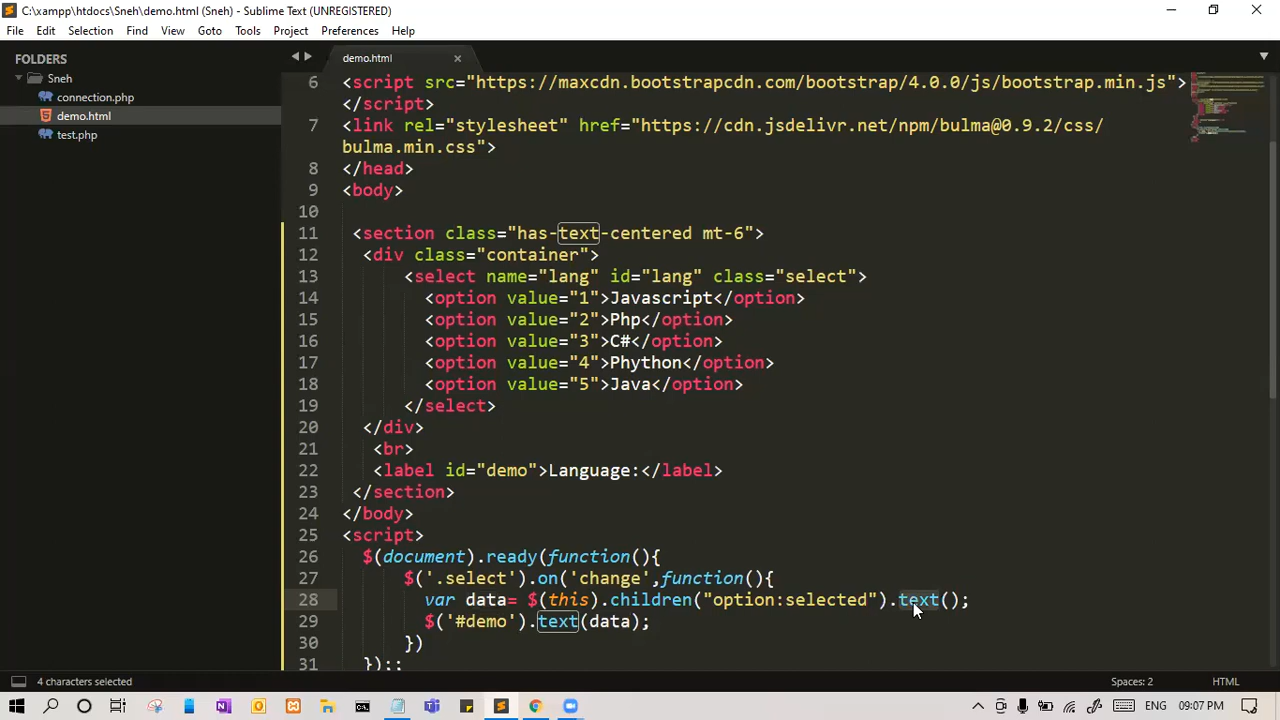 C:\xampp\htdocs\Sneh\demo.html (Sneh) - Sublime Text (UNREGISTERED)
File Edit Selection Find View Goto Tools Project Preferences Help
FOLDERS
Sneh
connection.php
demo.html
test.php
demo.html
6 <script src="https://maxcdn.bootstrapcdn.com/bootstrap/4.0.0/js/bootstrap.min.js">
</script>
7 <link rel="stylesheet" href="https://cdn.jsdelivr.net/npm/bulma@0.9.2/css/
bulma.min.css">
8 </head>
9 <body>
10
11 <section class="has-text-centered mt-6">
12 <div class="container">
13 <select name="lang" id="lang" class="select">
14 <option value="1">Javascript</option>
15 <option value="2">Php</option>
16 <option value="3">C#</option>
17 <option value="4">Phython</option>
18 <option value="5">Java</option>
19 </select>
20 </div>
21 <br>
22 <label id="demo">Language:</label>
23 </section>
24 </body>
25 <script>
26 $(document).ready(function(){
27 $('.select').on('change',function(){
28 var data= $(this).children("option:selected").text();
29 $('#demo').text(data);
30 })
31 });;
4 characters selected
Spaces: 2
HTML
ENG 09:07 PM